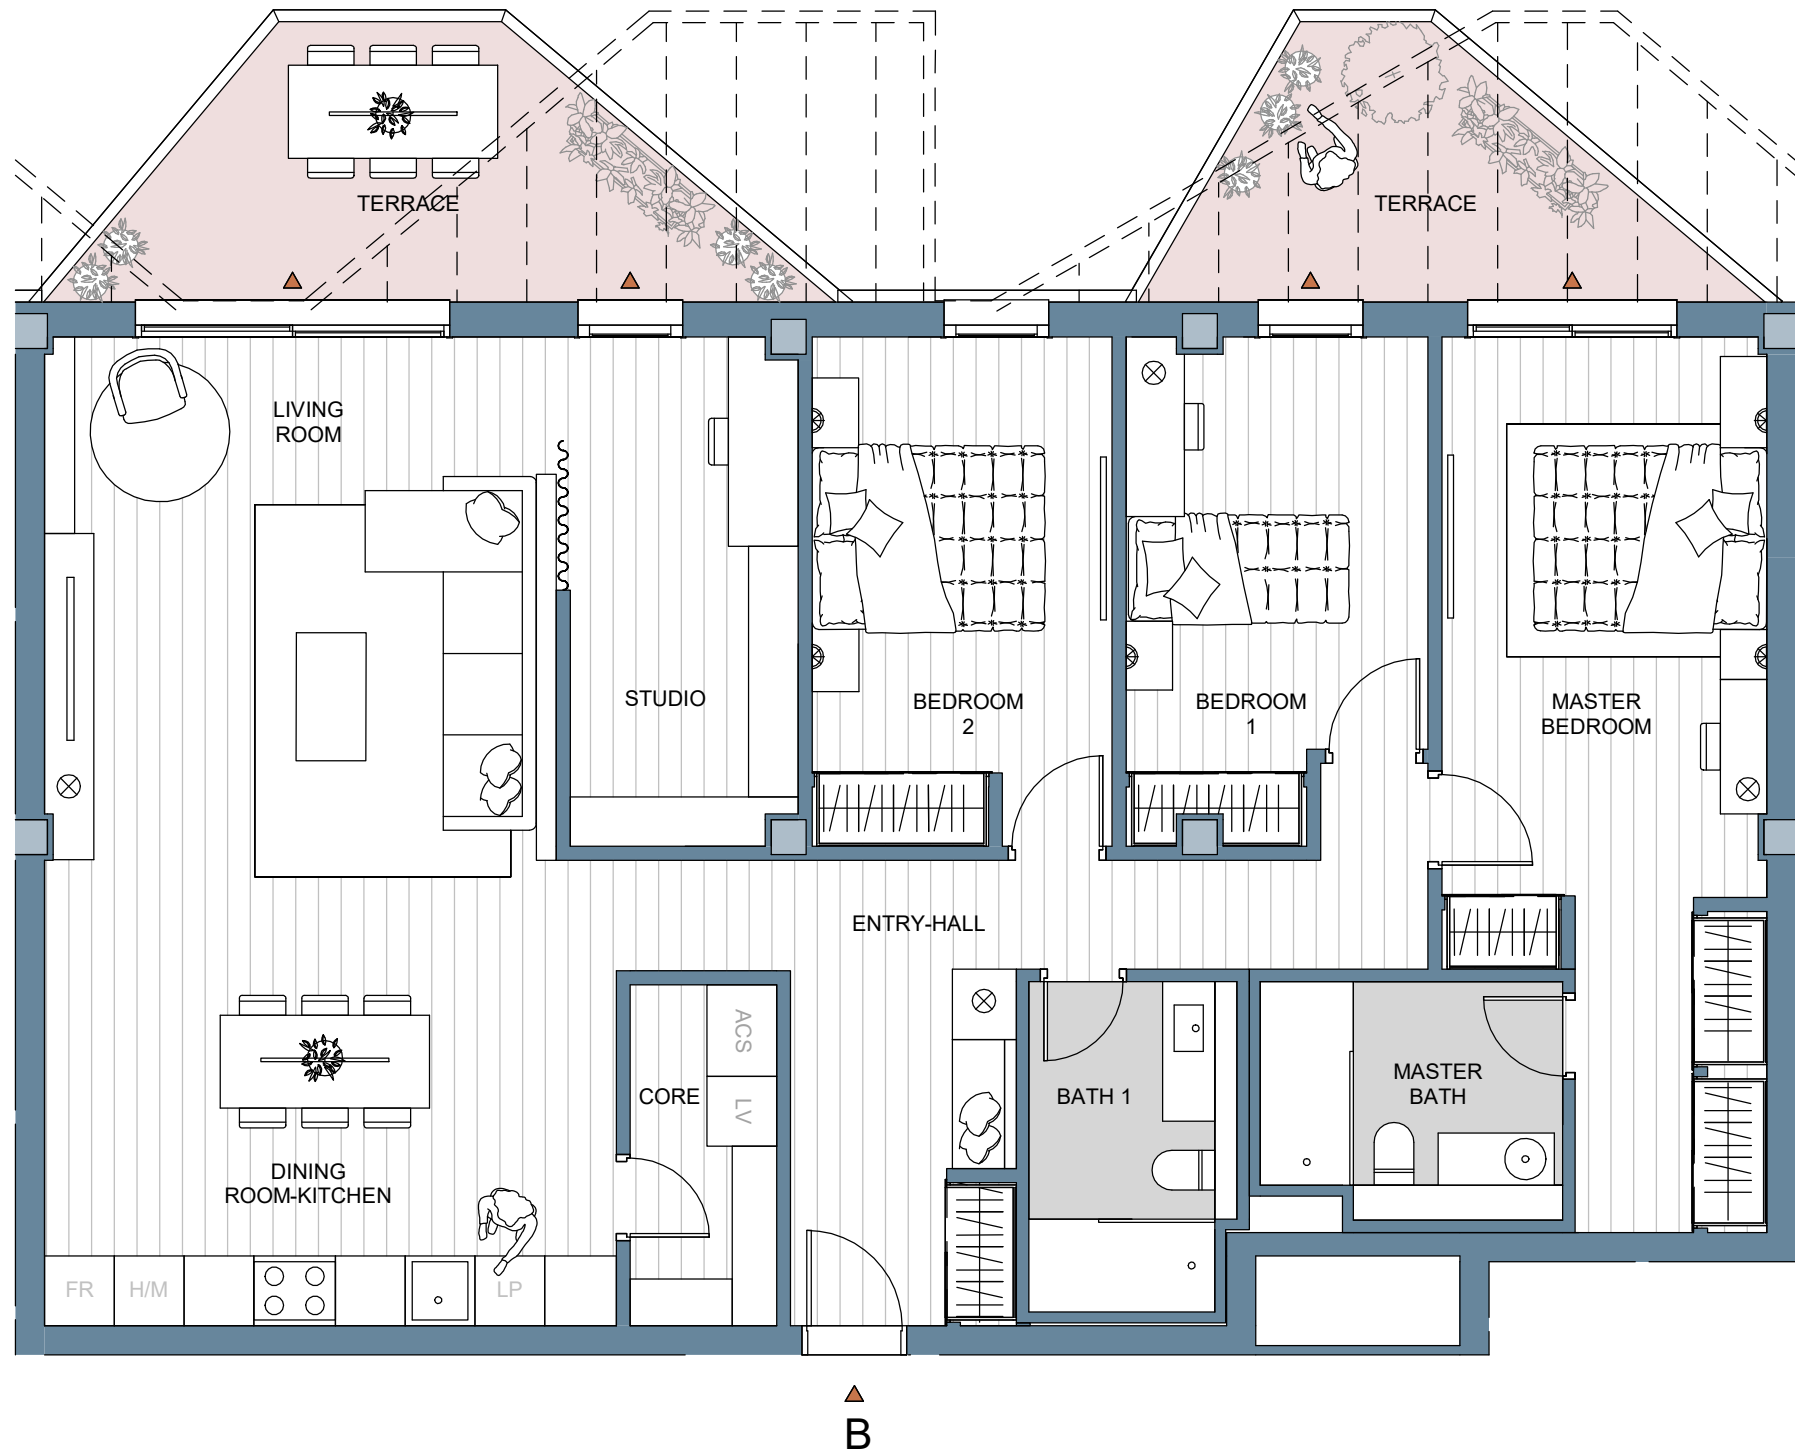 TERRACE
TERRACE
LIVING
ROOM
STUDIO
BEDROOM
2
BEDROOM
1
MASTER
BEDROOM
ENTRY-HALL
ACS
CORE
LV
BATH 1
MASTER
BATH
DINING
ROOM-KITCHEN
FR
H/M
LP
B